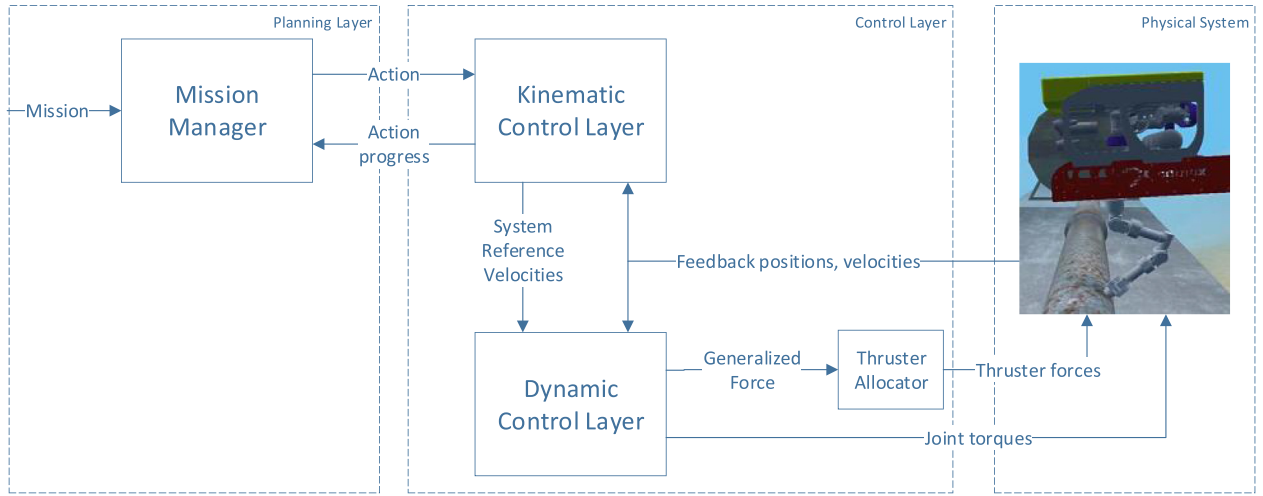 Planning Layer
Control Layer
Physical System
Mission
Mission
Manager
Action
Action
progress
Kinematic
Control Layer
System
Reference
Velocities
Feedback positions, velocities
Dynamic
Control Layer
Generalized
Force
Thruster
Allocator
Thruster forces
Joint torques